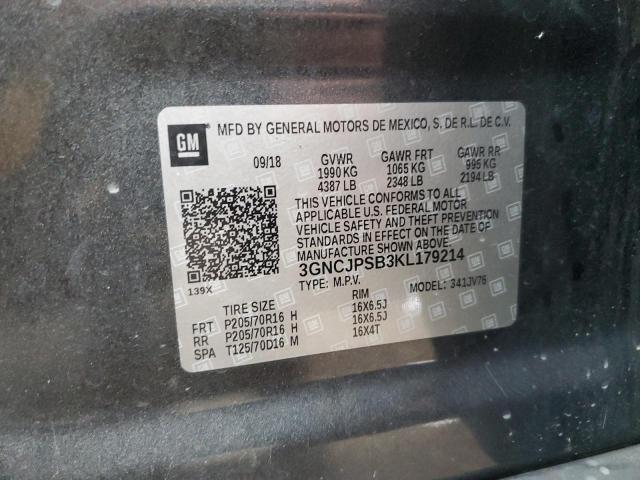 GM
MFD BY GENERAL MOTORS DE MEXICO, S. DE R.L. DE C.V.
09/18 GVWR GAWR FRT GAWR RR
1990 KG 1065 KG 995 KG
4387 LB 2348 LB 2194 LB
THIS VEHICLE CONFORMS TO ALL
APPLICABLE U.S. FEDERAL MOTOR
VEHICLE SAFETY AND THEFT PREVENTION
STANDARDS IN EFFECT ON THE DATE OF
MANUFACTURE SHOWN ABOVE.
3GNCJPSB3KL179214
139X
TYPE: M.P.V. MODEL: 341JV76
TIRE SIZE RIM
FRT P205/70R16 H 16X6.5J
RR P205/70R16 H 16X6.5J
SPA T125/70D16 M 16X4T